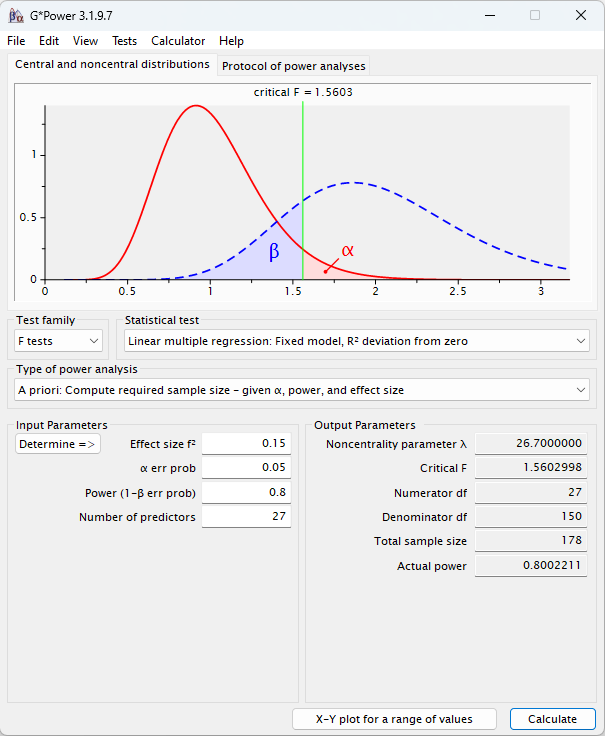 G*Power 3.1.9.7
File Edit View Tests Calculator Help
Central and noncentral distributions Protocol of power analyses
critical F = 1.5603
1
0.5
0
β
α
0 0.5 1 1.5 2 2.5 3
Test family
F tests
Statistical test
Linear multiple regression: Fixed model, R² deviation from zero
Type of power analysis
A priori: Compute required sample size – given α, power, and effect size
Input Parameters
Determine =>
Effect size f² 0.15
α err prob 0.05
Power (1-β err prob) 0.8
Number of predictors 27
Output Parameters
Noncentrality parameter λ 26.7000000
Critical F 1.5602998
Numerator df 27
Denominator df 150
Total sample size 178
Actual power 0.8002211
X-Y plot for a range of values
Calculate